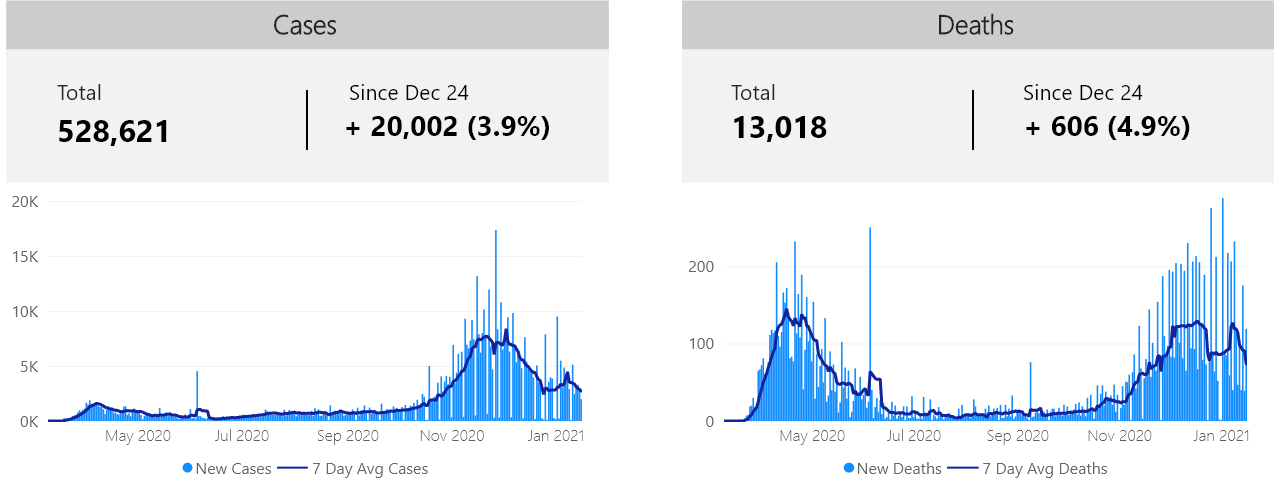 Cases
Total
528,621
Since Dec 24
+ 20,002 (3.9%)
20K
15K
10K
5K
0K
May 2020 Jul 2020 Sep 2020 Nov 2020 Jan 2021
New Cases 7 Day Avg Cases
Deaths
Total
13,018
Since Dec 24
+ 606 (4.9%)
200
100
0
May 2020 Jul 2020 Sep 2020 Nov 2020 Jan 2021
New Deaths 7 Day Avg Deaths